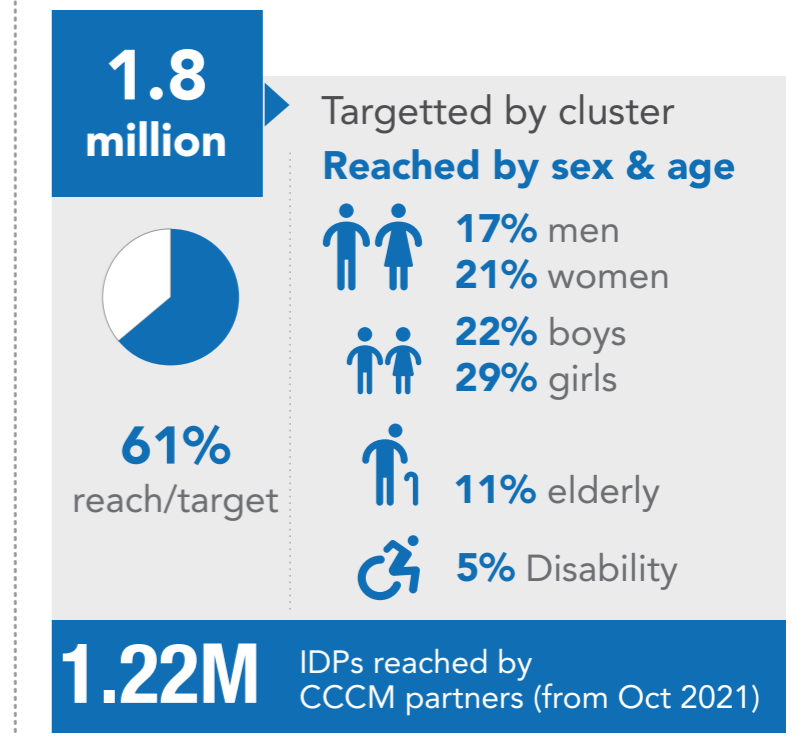 1.8
million
Targetted by cluster
Reached by sex & age
17% men
21% women
22% boys
29% girls
61%
reach/target
11% elderly
5% Disability
1.22M
IDPs reached by
CCCM partners (from Oct 2021)